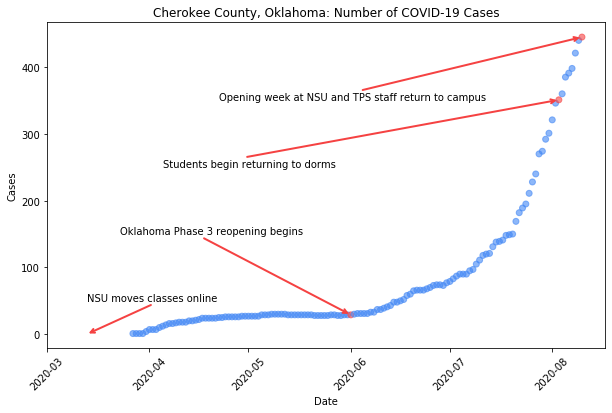 Cherokee County, Oklahoma: Number of COVID-19 Cases
400
Opening week at NSU and TPS staff return to campus
300
Students begin returning to dorms
Cases
200
Oklahoma Phase 3 reopening begins
100
NSU moves classes online
0
2020-03
2020-04
2020-05
2020-06
2020-07
2020-08
Date